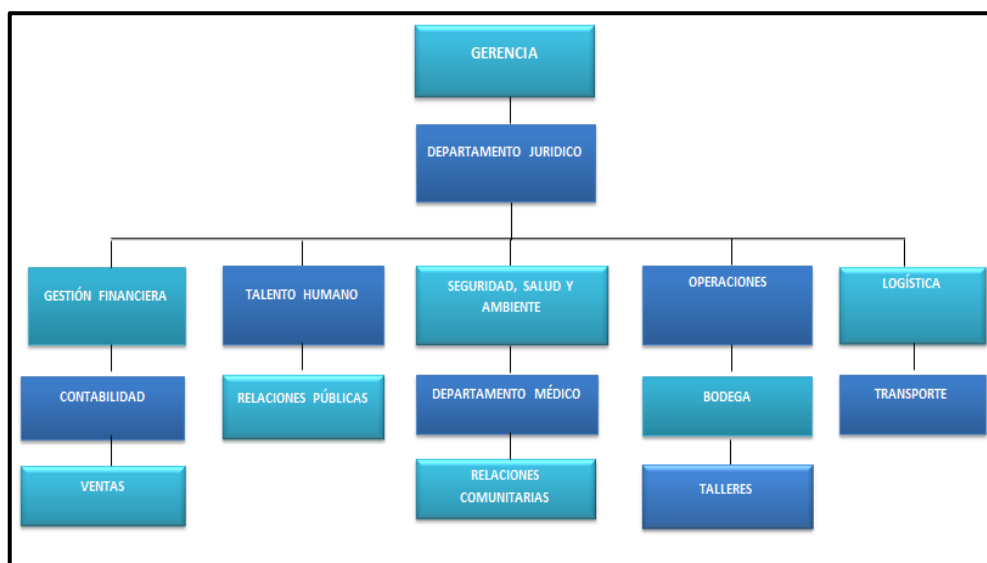 GERENCIA
DEPARTAMENTO JURIDICO
GESTIÓN FINANCIERA
TALENTO HUMANO
SEGURIDAD, SALUD Y
AMBIENTE
OPERACIONES
LOGÍSTICA
CONTABILIDAD
RELACIONES PÚBLICAS
DEPARTAMENTO MÉDICO
BODEGA
TRANSPORTE
VENTAS
RELACIONES
COMUNITARIAS
TALLERES